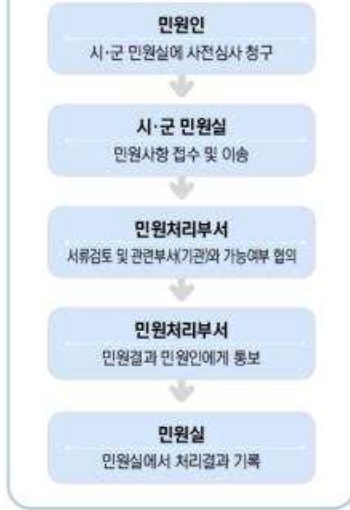 민원인
시·군 민원실에 사전심사 청구
시·군 민원실
민원사항 접수 및 이송
민원처리부서
서류검토 및 관련부서(기관)와 가능여부 협의
민원처리부서
민원결과 민원인에게 통보
민원실
민원실에서 처리결과 기록